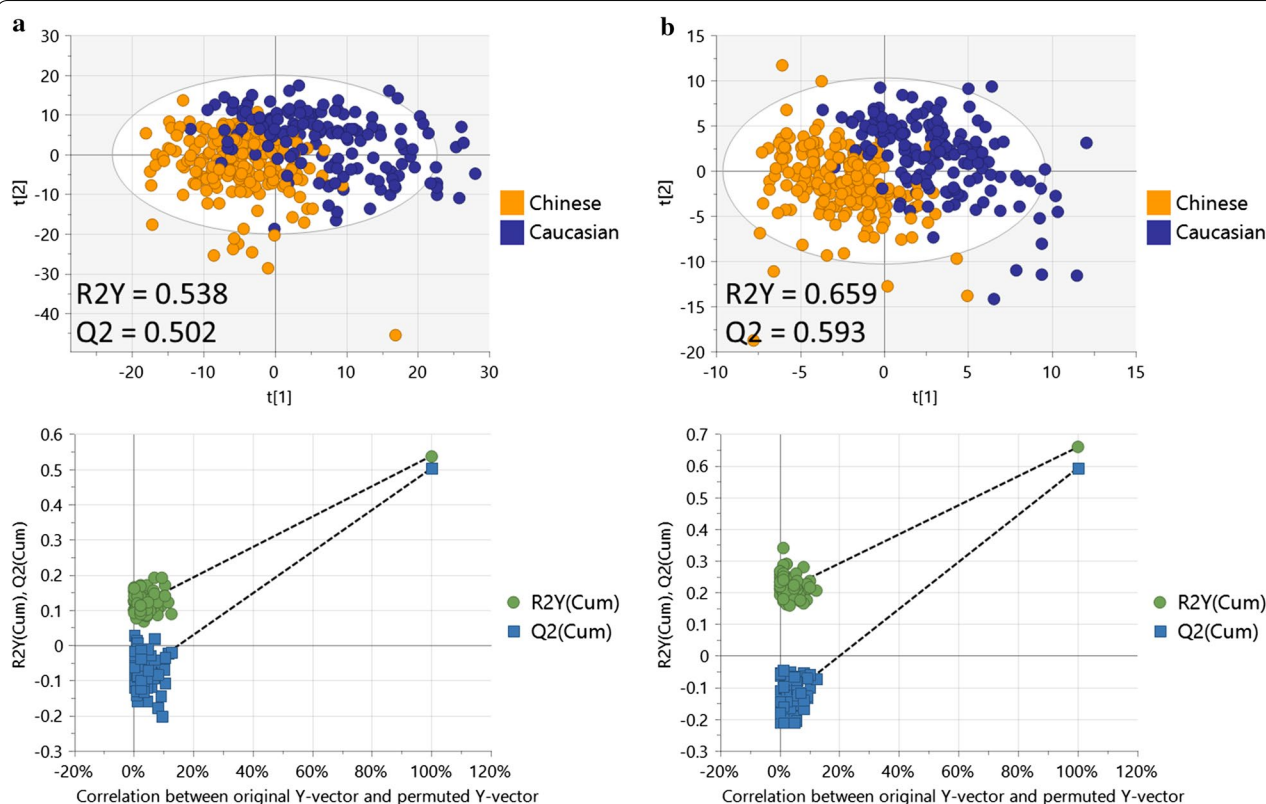 a
30
20
10
0
-10
-20
-30
-40
t[2]
R2Y = 0.538
Q2 = 0.502
-20 -10 0 10 20 30
t[1]
Chinese
Caucasian
b
15
10
5
0
-5
-10
-15
-20
t[2]
R2Y = 0.659
Q2 = 0.593
-10 -5 0 5 10 15
t[1]
Chinese
Caucasian
0.6
0.5
0.4
0.3
0.2
0.1
0
-0.1
-0.2
-0.3
R2Y(Cum), Q2(Cum)
-20% 0% 20% 40% 60% 80% 100% 120%
Correlation between original Y-vector and permuted Y-vector
R2Y(Cum)
Q2(Cum)
0.7
0.6
0.5
0.4
0.3
0.2
0.1
0
-0.1
-0.2
-0.3
R2Y(Cum), Q2(Cum)
-20% 0% 20% 40% 60% 80% 100% 120%
Correlation between original Y-vector and permuted Y-vector
R2Y(Cum)
Q2(Cum)